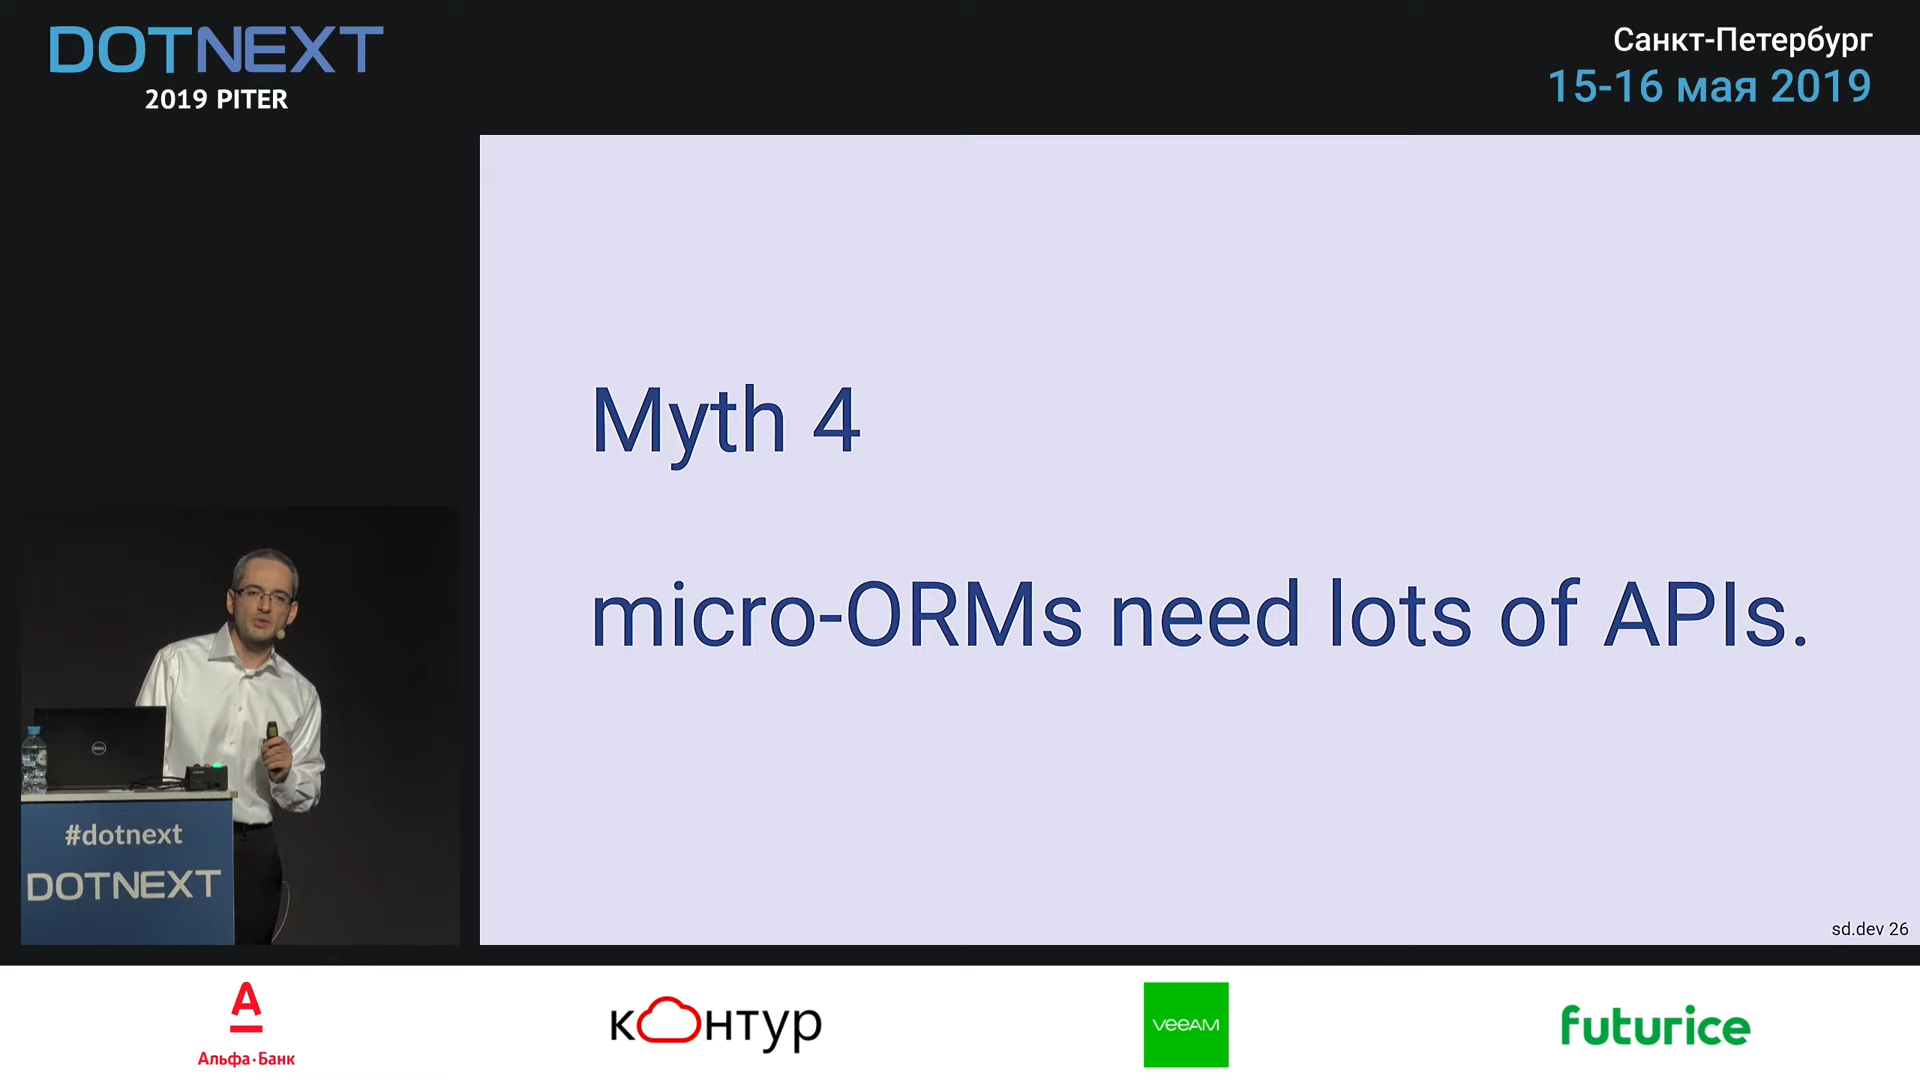 DOTNEXT
2019 PITER
Санкт-Петербург
15-16 мая 2019
Myth 4
micro-ORMs need lots of APIs.
sd.dev 26
DELL
#dotnext
DOTNEXT
Альфа·Банк
контур
veeAM
futurice